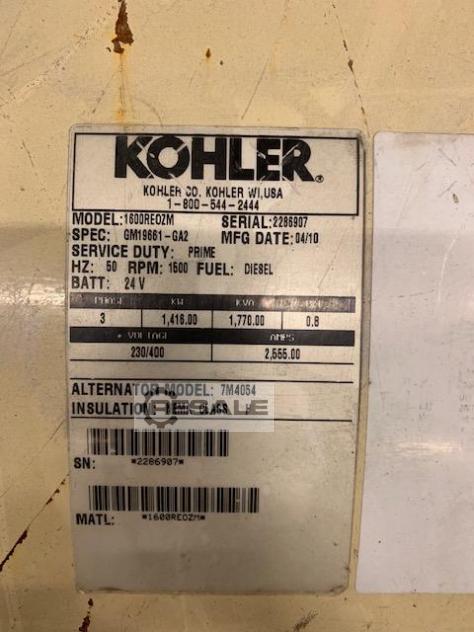 KOHLER®
KOHLER CO. KOHLER WI,USA
1-800-544-2444
MODEL: 1600REOZM SERIAL: 2286907
SPEC: GM19661-GA2 MFG DATE: 04/10
SERVICE DUTY: PRIME
HZ: 50 RPM: 1500 FUEL: DIESEL
BATT: 24 V
PHASE KW KVA
3 1,416.00 1,770.00 0.8
VOLTAGE AMPS
230/400 2,555.00
ALTERNATOR MODEL: 7M4054
INSULATION CLASS
RESALE
SN: *2286907*
MATL: *1600REOZM*